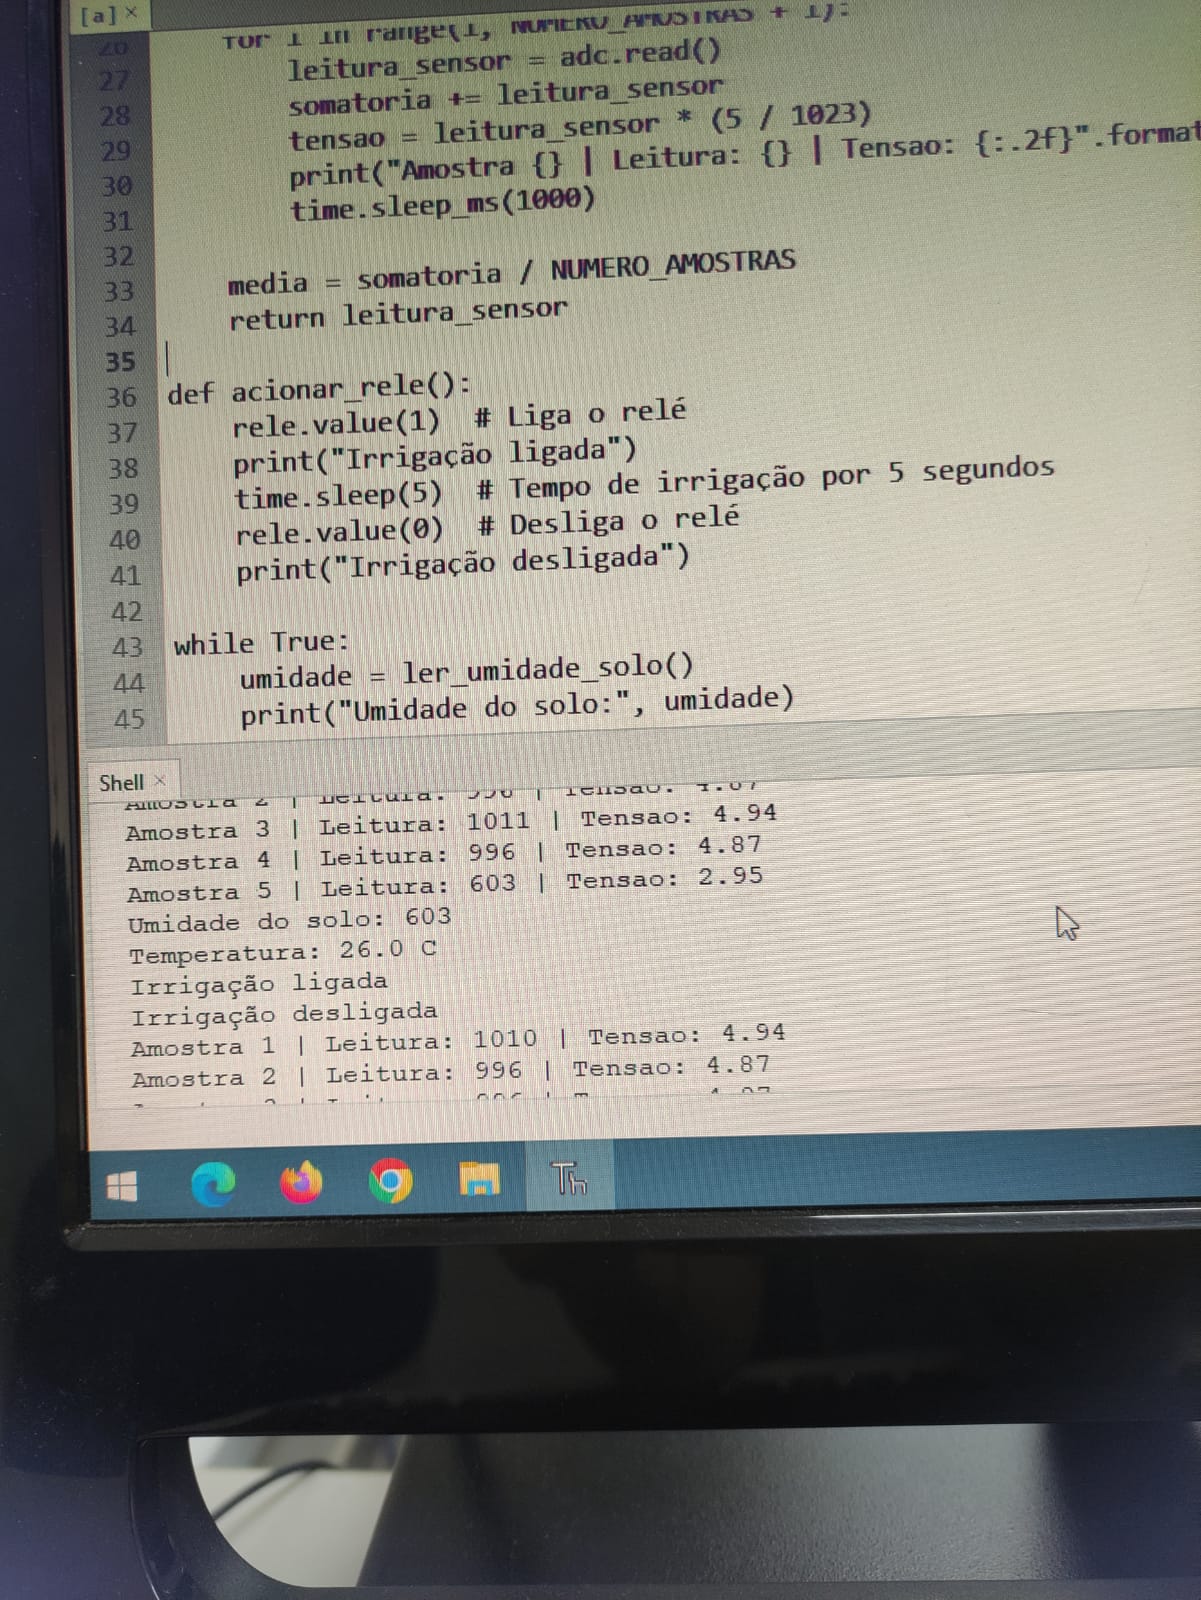 [a] ×
26 for i in range(1, NUMERO_AMOSTRAS + 1):
27 leitura_sensor = adc.read()
28 somatoria += leitura_sensor
29 tensao = leitura_sensor * (5 / 1023)
30 print("Amostra {} | Leitura: {} | Tensao: {:.2f}".format
31 time.sleep_ms(1000)
32
33 media = somatoria / NUMERO_AMOSTRAS
34 return leitura_sensor
35
36 def acionar_rele():
37 rele.value(1) # Liga o relé
38 print("Irrigação ligada")
39 time.sleep(5) # Tempo de irrigação por 5 segundos
40 rele.value(0) # Desliga o relé
41 print("Irrigação desligada")
42
43 while True:
44 umidade = ler_umidade_solo()
45 print("Umidade do solo:", umidade)
Shell ×
Amostra 2 | Leitura: 996 | Tensao: 4.87
Amostra 3 | Leitura: 1011 | Tensao: 4.94
Amostra 4 | Leitura: 996 | Tensao: 4.87
Amostra 5 | Leitura: 603 | Tensao: 2.95
Umidade do solo: 603
Temperatura: 26.0 C
Irrigação ligada
Irrigação desligada
Amostra 1 | Leitura: 1010 | Tensao: 4.94
Amostra 2 | Leitura: 996 | Tensao: 4.87
Th